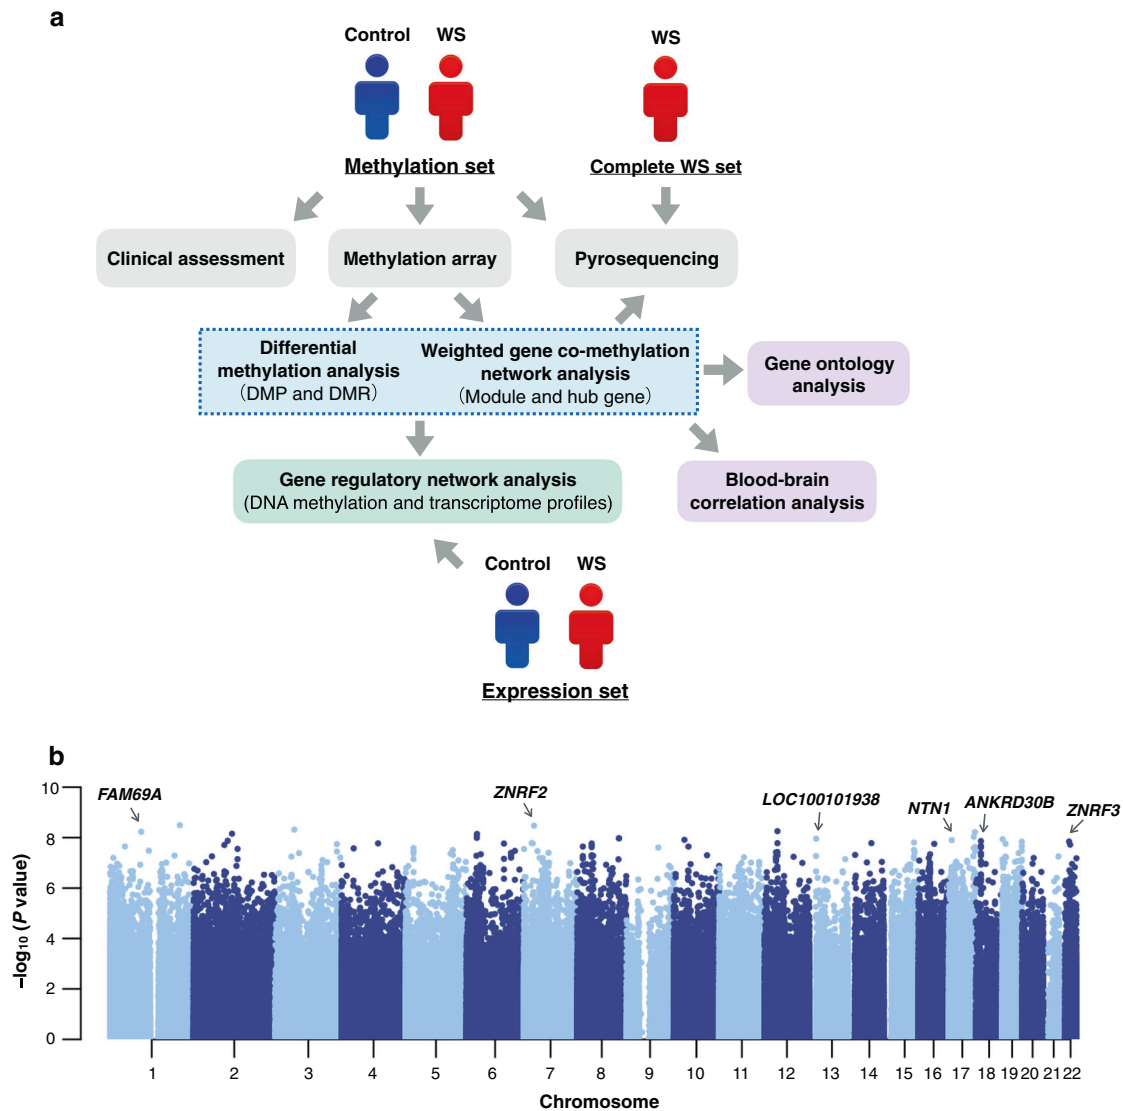 a
Control WS
WS
Methylation set
Complete WS set
Clinical assessment
Methylation array
Pyrosequencing
Differential
methylation analysis
(DMP and DMR)
Weighted gene co-methylation
network analysis
(Module and hub gene)
Gene ontology
analysis
Gene regulatory network analysis
(DNA methylation and transcriptome profiles)
Blood-brain
correlation analysis
Control WS
Expression set
b
–log10 (P value)
10
8
6
4
2
0
FAM69A
ZNRF2
LOC100101938
NTN1
ANKRD30B
ZNRF3
1 2 3 4 5 6 7 8 9 10 11 12 13 14 15 16 17 18 19 20 21 22
Chromosome